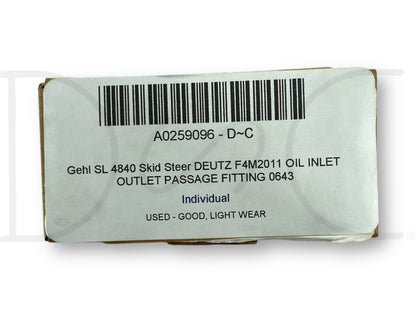 A0259096 - D~C
Gehl SL 4840 Skid Steer DEUTZ F4M2011 OIL INLET
OUTLET PASSAGE FITTING 0643
Individual
USED - GOOD, LIGHT WEAR